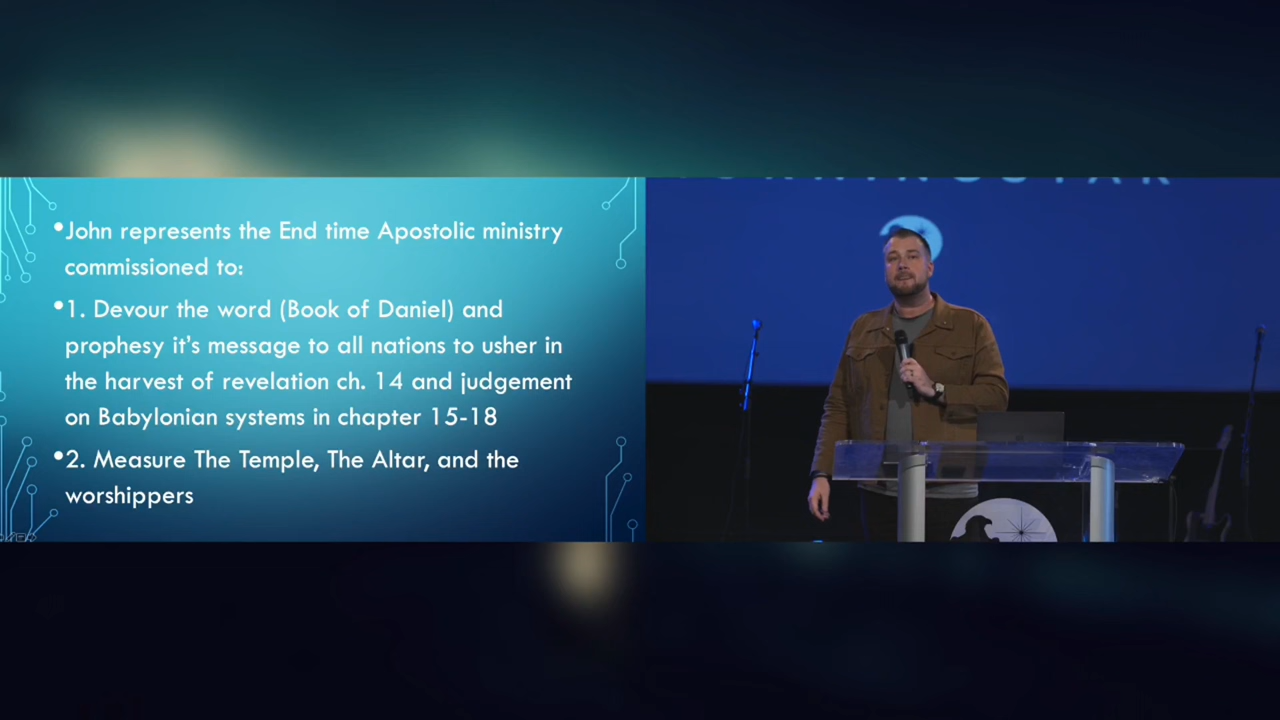 •John represents the End time Apostolic ministry
commissioned to:
•1. Devour the word (Book of Daniel) and
prophesy it's message to all nations to usher in
the harvest of revelation ch. 14 and judgement
on Babylonian systems in chapter 15-18
•2. Measure The Temple, The Altar, and the
worshippers